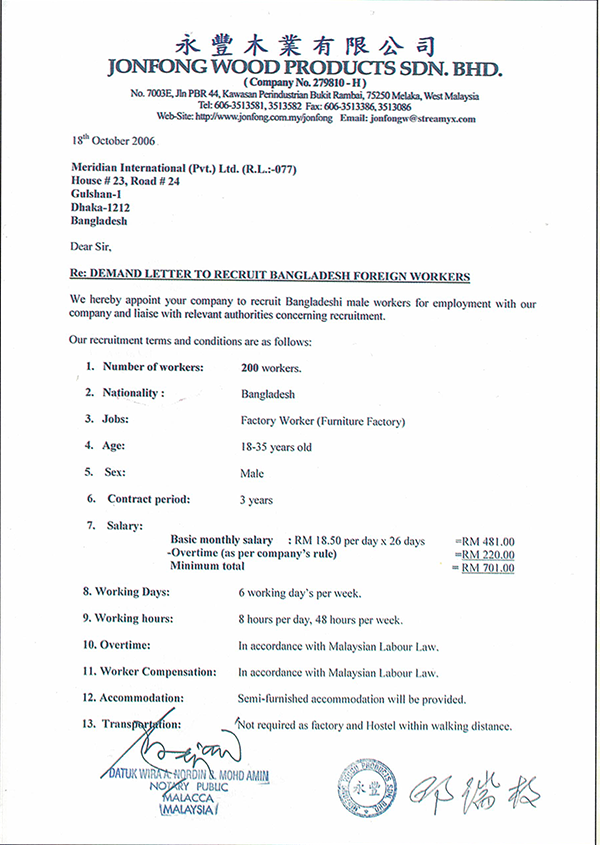 永豐木業有限公司
JONFONG WOOD PRODUCTS SDN. BHD.
( Company No. 279810 - H )
No. 7003E, Jln PBR 44, Kawasan Perindustrian Bukit Rambai, 75250 Melaka, West Malaysia
Tel: 606-3513581, 3513582 Fax: 606-3513386, 3513086
Web-Site: http://www.jonfong.com.my/jonfong Email: jonfongw@streamyx.com
18th October 2006
Meridian International (Pvt.) Ltd. (R.L.:-077)
House # 23, Road # 24
Gulshan-1
Dhaka-1212
Bangladesh
Dear Sir,
Re: DEMAND LETTER TO RECRUIT BANGLADESH FOREIGN WORKERS
We hereby appoint your company to recruit Bangladeshi male workers for employment with our
company and liaise with relevant authorities concerning recruitment.
Our recruitment terms and conditions are as follows:
1. Number of workers: 200 workers.
2. Nationality : Bangladesh
3. Jobs: Factory Worker (Furniture Factory)
4. Age: 18-35 years old
5. Sex: Male
6. Contract period: 3 years
7. Salary:
Basic monthly salary : RM 18.50 per day x 26 days =RM 481.00
-Overtime (as per company's rule) =RM 220.00
Minimum total = RM 701.00
8. Working Days: 6 working day's per week.
9. Working hours: 8 hours per day, 48 hours per week.
10. Overtime: In accordance with Malaysian Labour Law.
11. Worker Compensation: In accordance with Malaysian Labour Law.
12. Accommodation: Semi-furnished accommodation will be provided.
13. Transportation: Not required as factory and Hostel within walking distance.
DATUK WIRA A. NORDIN B. MOHD AMIN
NOTARY PUBLIC
MALACCA
(MALAYSIA)
JONFONG WOOD PRODUCTS SDN BHD
永豐
邓瑞枝